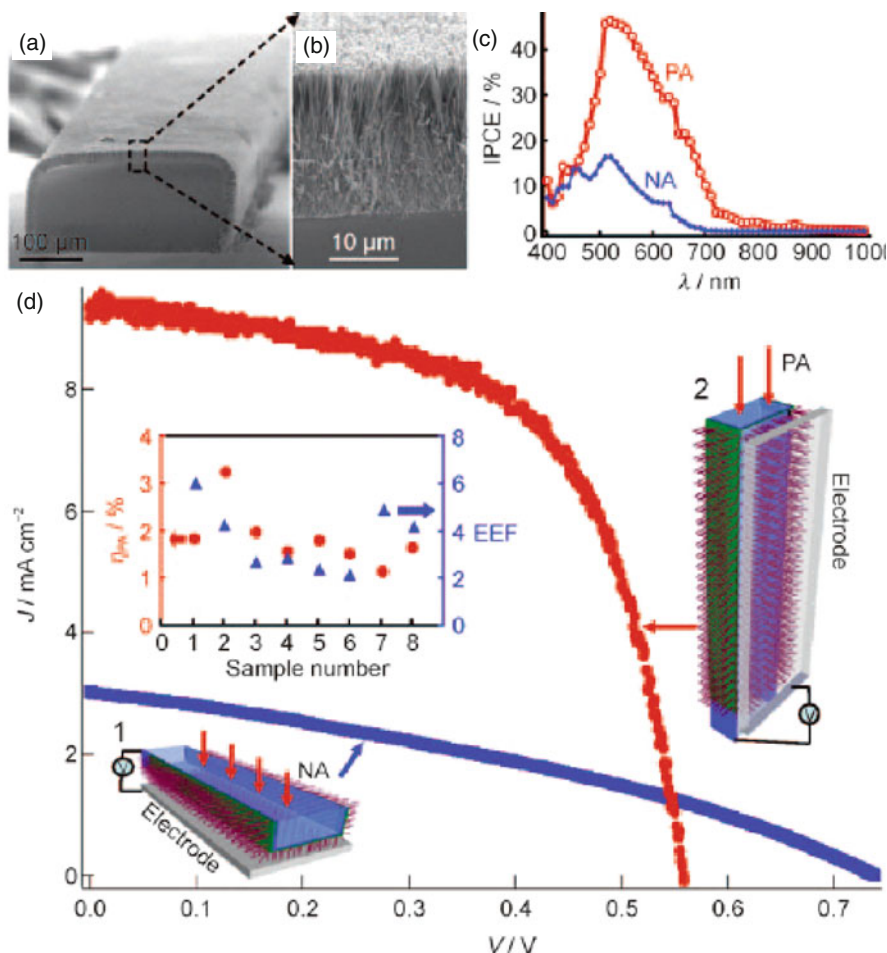 (a)
100 µm
(b)
10 µm
(c)
IPCE / %
40
30
20
10
0
PA
NA
400 500 600 700 800 900 1000
λ / nm
(d)
J / mA cm⁻²
8
6
4
2
0
0.0 0.1 0.2 0.3 0.4 0.5 0.6 0.7
V / V
ηPA / %
4
3
2
1
0
8
6
4
2
0
EEF
0 1 2 3 4 5 6 7 8
Sample number
1
V
Electrode
NA
2
PA
Electrode
V